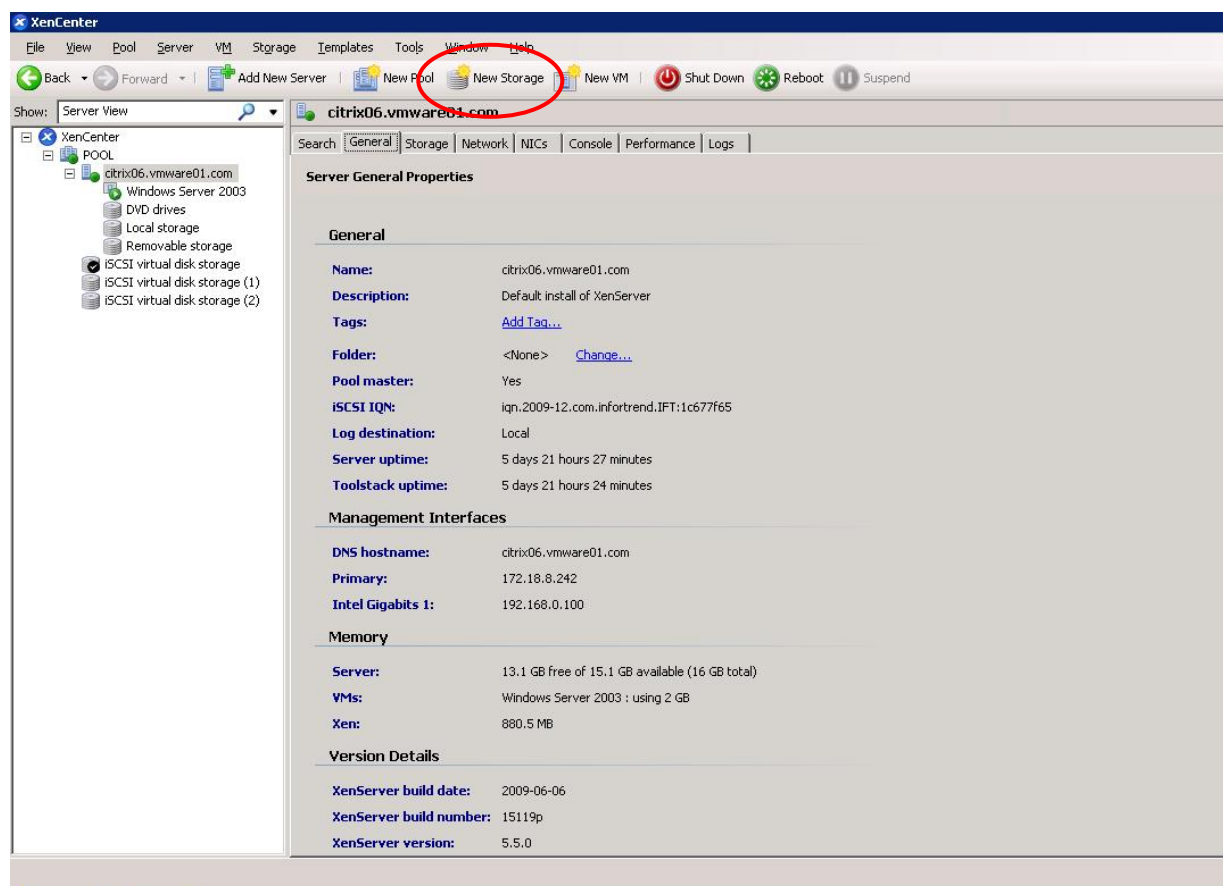 XenCenter
File View Pool Server VM Storage Templates Tools Window Help
Back Forward Add New Server New Pool New Storage New VM Shut Down Reboot Suspend
Show: Server View
citrix06.vmware01.com
XenCenter
POOL
citrix06.vmware01.com
Windows Server 2003
DVD drives
Local storage
Removable storage
iSCSI virtual disk storage
iSCSI virtual disk storage (1)
iSCSI virtual disk storage (2)
Search General Storage Network NICs Console Performance Logs
Server General Properties
General
Name: citrix06.vmware01.com
Description: Default install of XenServer
Tags: Add Tag...
Folder: <None> Change...
Pool master: Yes
iSCSI IQN: iqn.2009-12.com.infortrend.IFT:1c677f65
Log destination: Local
Server uptime: 5 days 21 hours 27 minutes
Toolstack uptime: 5 days 21 hours 24 minutes
Management Interfaces
DNS hostname: citrix06.vmware01.com
Primary: 172.18.8.242
Intel Gigabits 1: 192.168.0.100
Memory
Server: 13.1 GB free of 15.1 GB available (16 GB total)
VMs: Windows Server 2003 : using 2 GB
Xen: 880.5 MB
Version Details
XenServer build date: 2009-06-06
XenServer build number: 15119p
XenServer version: 5.5.0